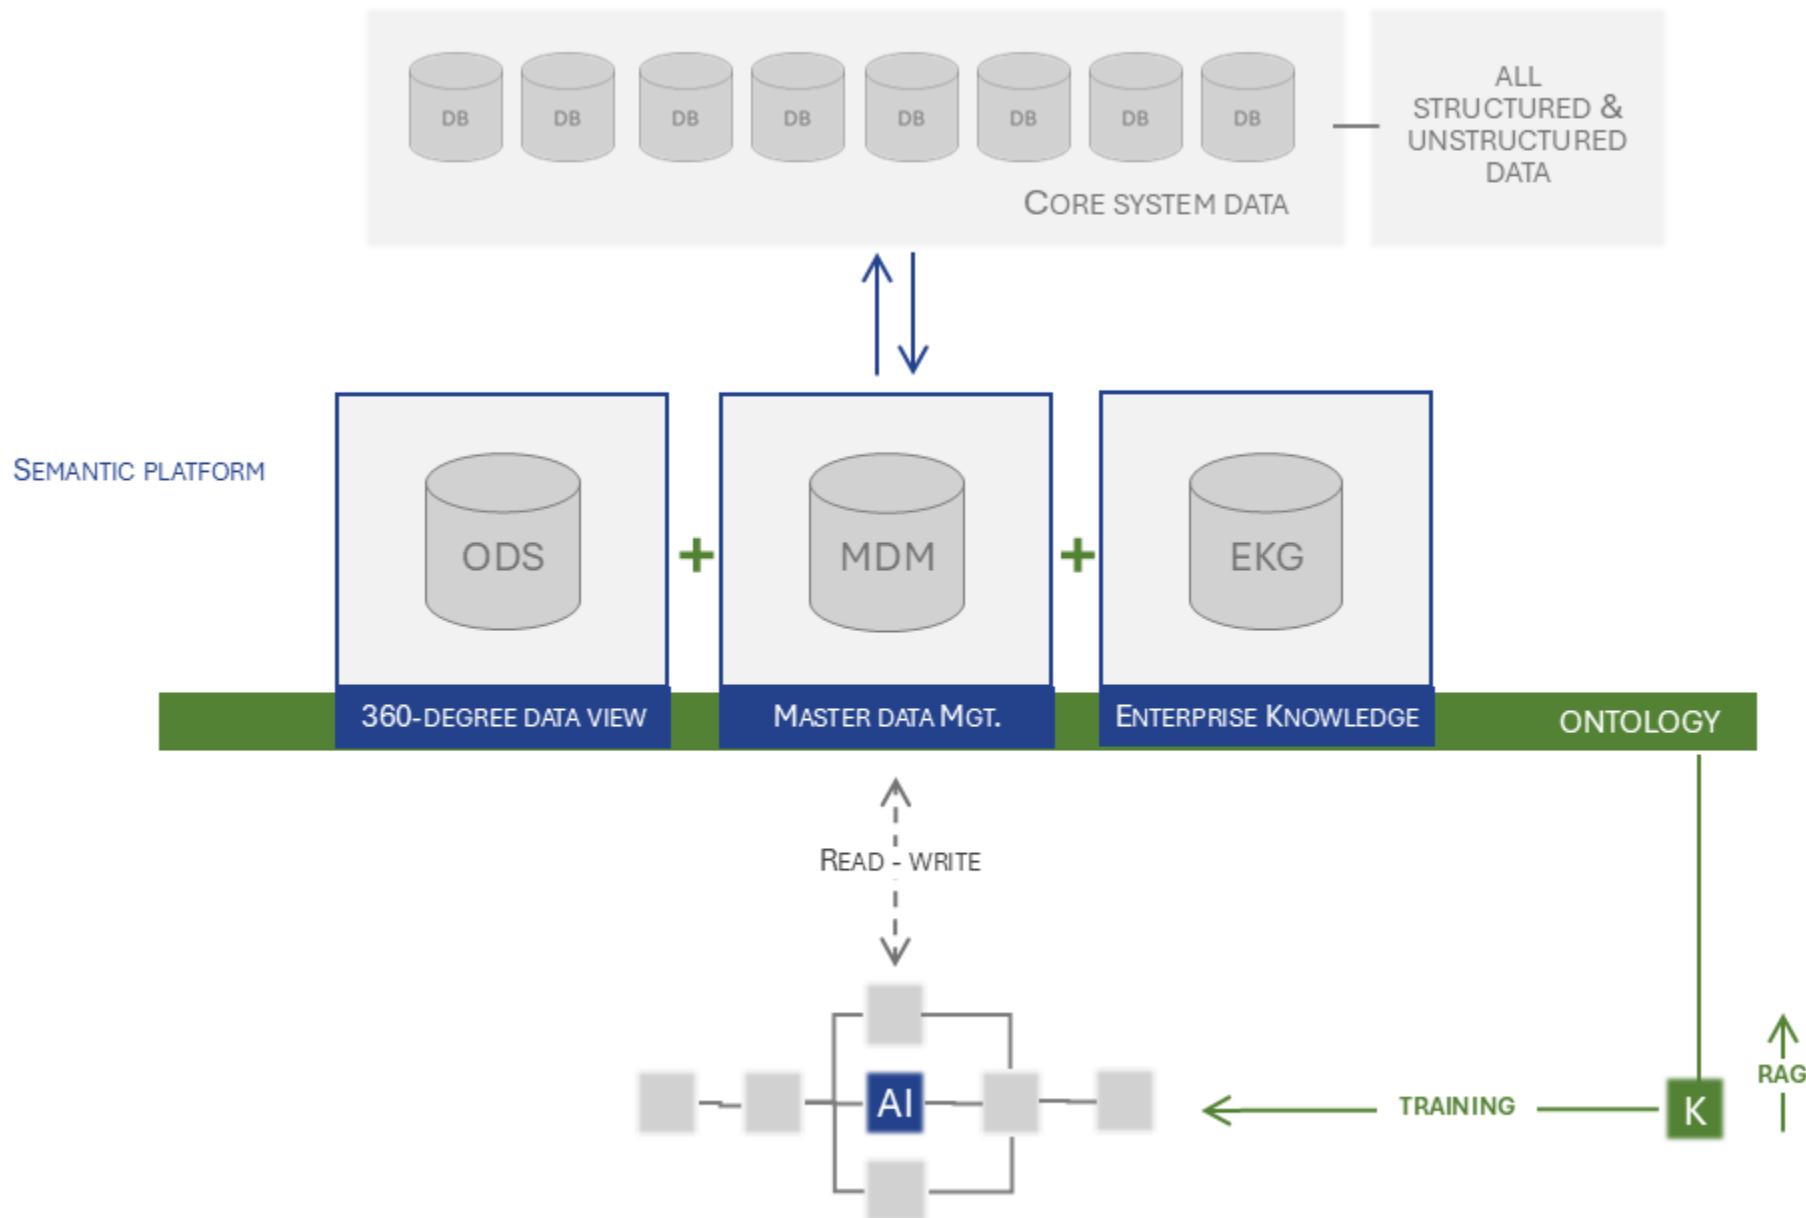 DB DB DB DB DB DB DB DB
CORE SYSTEM DATA
ALL
STRUCTURED &
UNSTRUCTURED
DATA
SEMANTIC PLATFORM
ODS
+
MDM
+
EKG
360-DEGREE DATA VIEW
MASTER DATA MGT.
ENTERPRISE KNOWLEDGE
ONTOLOGY
READ - WRITE
AI
TRAINING
K
RAG